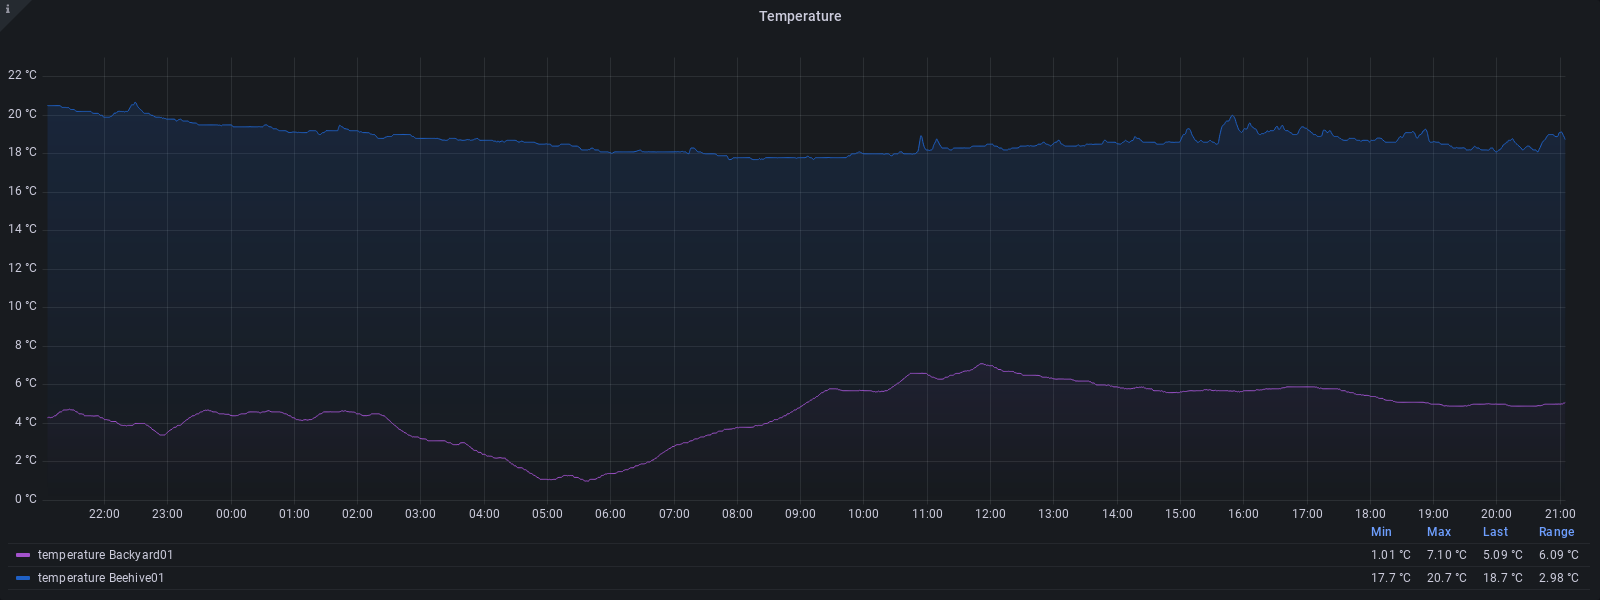 i
Temperature
22 °C
20 °C
18 °C
16 °C
14 °C
12 °C
10 °C
8 °C
6 °C
4 °C
2 °C
0 °C
22:00 23:00 00:00 01:00 02:00 03:00 04:00 05:00 06:00 07:00 08:00 09:00 10:00 11:00 12:00 13:00 14:00 15:00 16:00 17:00 18:00 19:00 20:00 21:00
Min Max Last Range
temperature Backyard01 1.01 °C 7.10 °C 5.09 °C 6.09 °C
temperature Beehive01 17.7 °C 20.7 °C 18.7 °C 2.98 °C